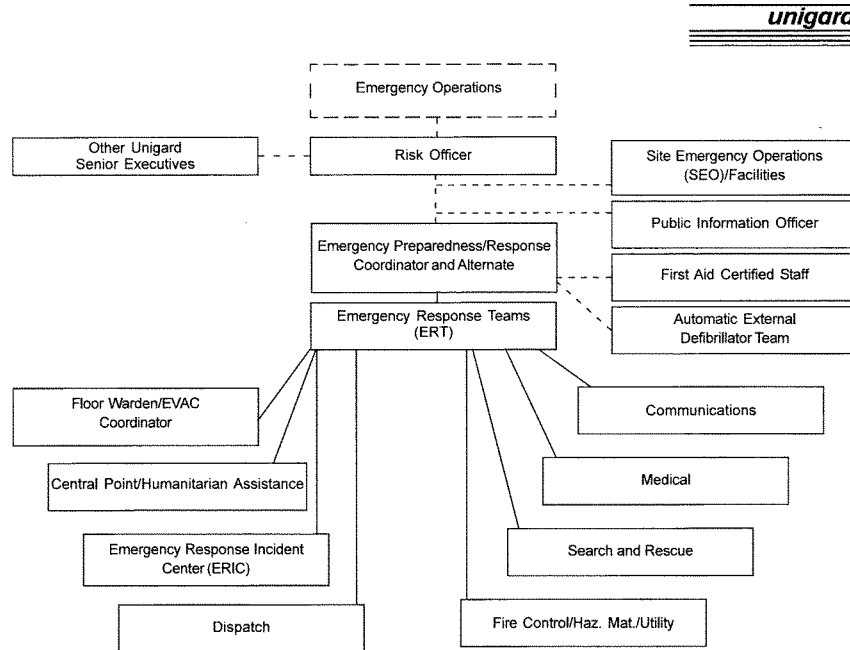 unigard
Emergency Operations
Other Unigard
Senior Executives
Risk Officer
Site Emergency Operations
(SEO)/Facilities
Public Information Officer
Emergency Preparedness/Response
Coordinator and Alternate
First Aid Certified Staff
Emergency Response Teams
(ERT)
Automatic External
Defibrillator Team
Floor Warden/EVAC
Coordinator
Communications
Central Point/Humanitarian Assistance
Medical
Emergency Response Incident
Center (ERIC)
Search and Rescue
Dispatch
Fire Control/Haz. Mat./Utility